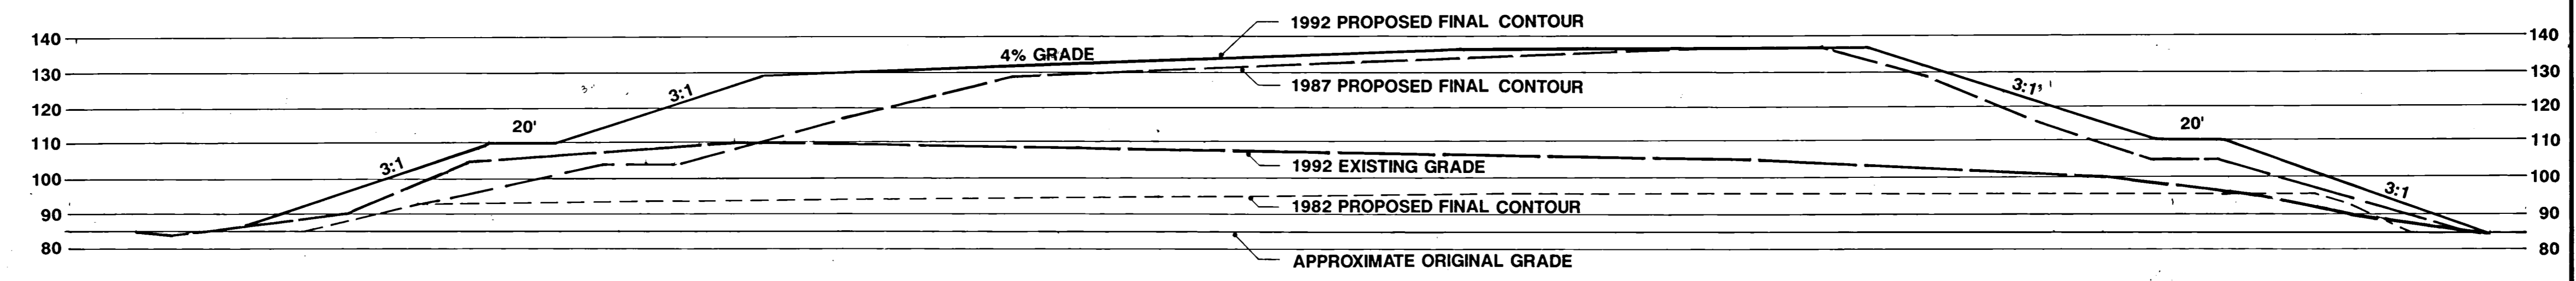 1992 PROPOSED FINAL CONTOUR
140 140
4% GRADE
130 130
1987 PROPOSED FINAL CONTOUR
3:1 3:1
120 120
20' 20'
110 110
3:1
1992 EXISTING GRADE
100 100
3:1
1982 PROPOSED FINAL CONTOUR
90 90
80 80
APPROXIMATE ORIGINAL GRADE